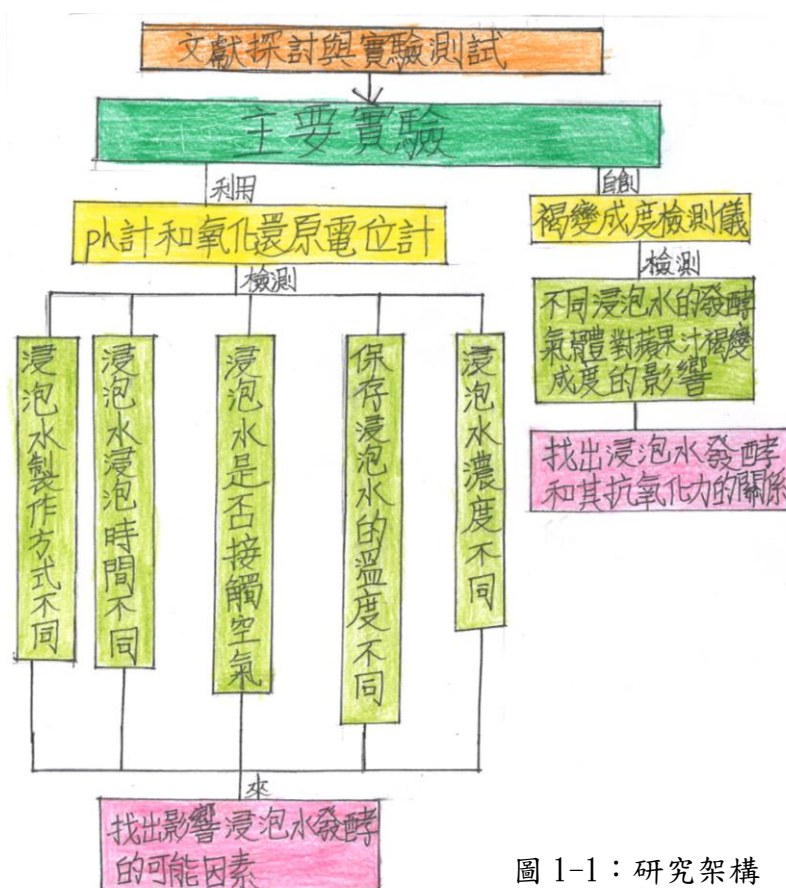 文獻探討與實驗測試
主要實驗
利用
自創
ph計和氧化還原電位計
褐變成度檢測儀
檢測
檢測
浸泡水製作方式不同
浸泡水浸泡時間不同
浸泡水是否接觸空氣
保存浸泡水的溫度不同
浸泡水濃度不同
不同浸泡水的發酵
氣體對蘋果汁褐變
成度的影響
找出浸泡水發酵
和其抗氧化力的關係
來
找出影響浸泡水發酵
的可能因素
圖 1-1：研究架構